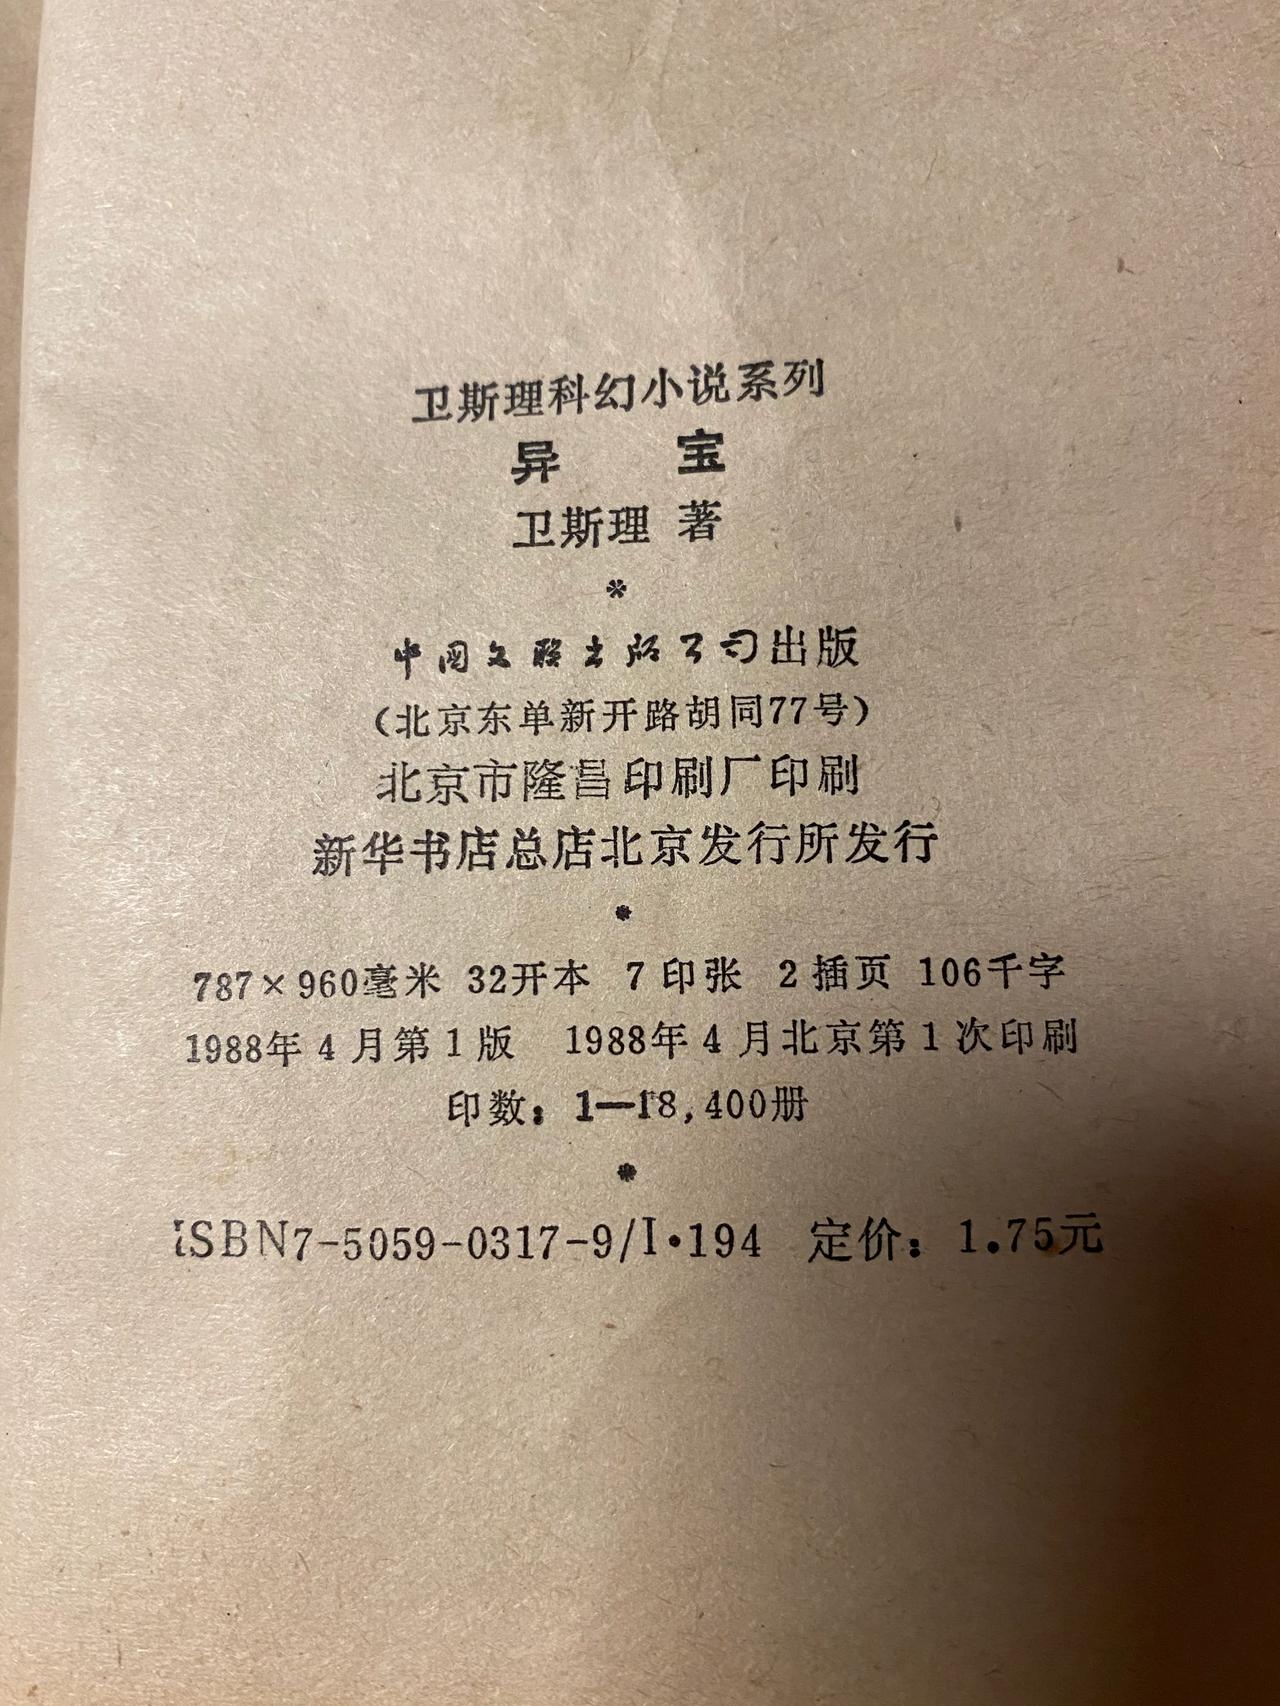 卫斯理科幻小说系列
异 宝
卫斯理 著
*
中国文联出版公司出版
(北京东单新开路胡同77号)
北京市隆昌印刷厂印刷
新华书店总店北京发行所发行
*
787×960毫米 32开本 7印张 2插页 106千字
1988年4月第1版 1988年4月北京第1次印刷
印数：1—18,400册
*
ISBN7-5059-0317-9/I·194 定价：1.75元